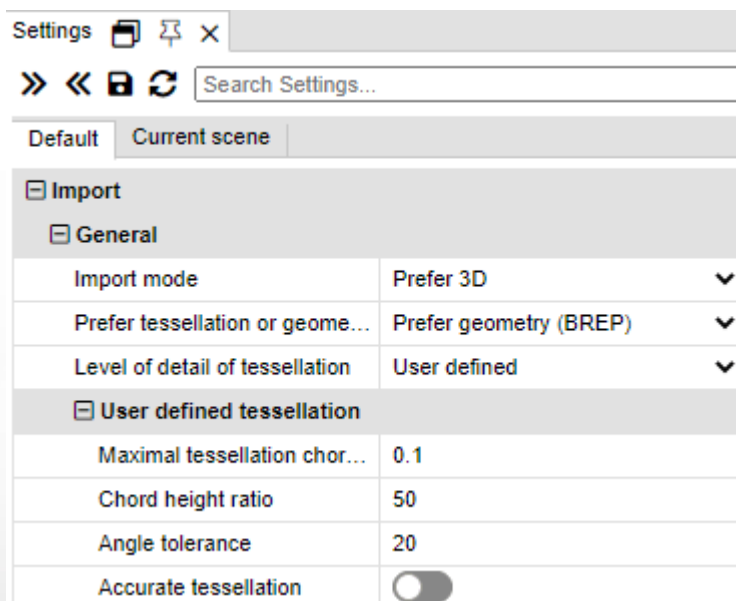 Settings
Search Settings...
Default Current scene
Import
General
Import mode Prefer 3D
Prefer tessellation or geome... Prefer geometry (BREP)
Level of detail of tessellation User defined
User defined tessellation
Maximal tessellation chor... 0.1
Chord height ratio 50
Angle tolerance 20
Accurate tessellation